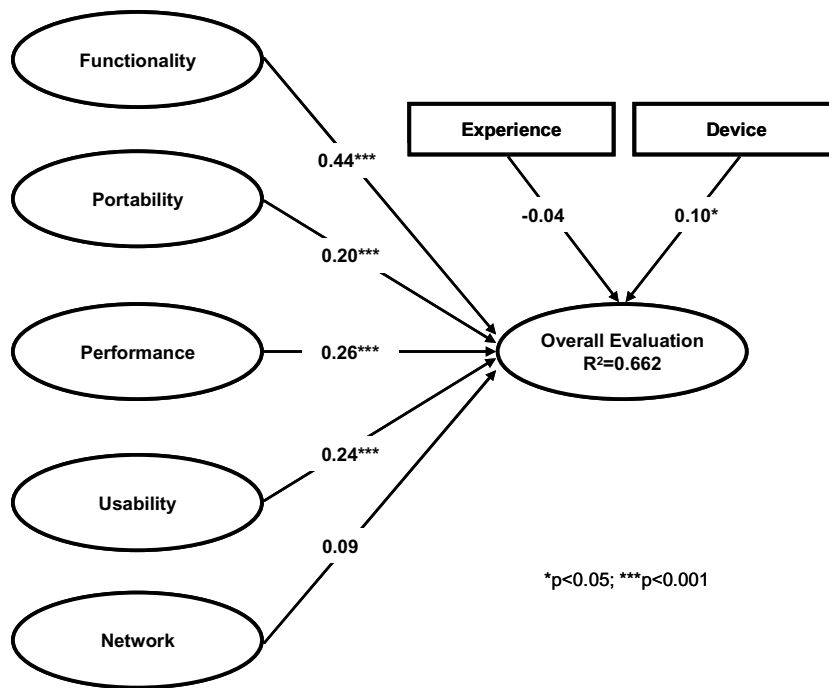 Functionality
Experience
Device
0.44***
Portability
-0.04
0.10*
0.20***
Performance
0.26***
Overall Evaluation
R²=0.662
0.24***
Usability
0.09
*p<0.05; ***p<0.001
Network